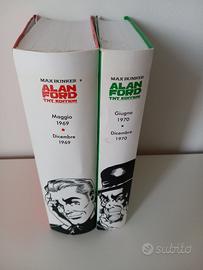 MAX BUNKER
ALAN
FORD
TNT EDITION
Maggio
1969
Dicembre
1969
MAX BUNKER
ALAN
FORD
TNT EDITION
Giugno
1970
Dicembre
1970
subito